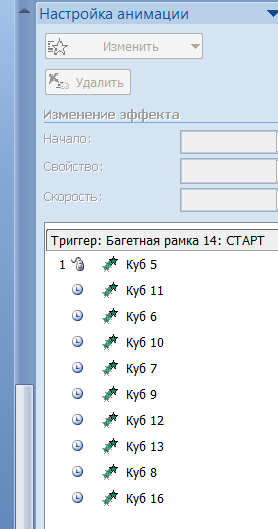 Настройка анимации
Изменить
Удалить
Изменение эффекта
Начало:
Свойство:
Скорость:
Триггер: Багетная рамка 14: СТАРТ
1 Куб 5
Куб 11
Куб 6
Куб 10
Куб 7
Куб 9
Куб 12
Куб 13
Куб 8
Куб 16